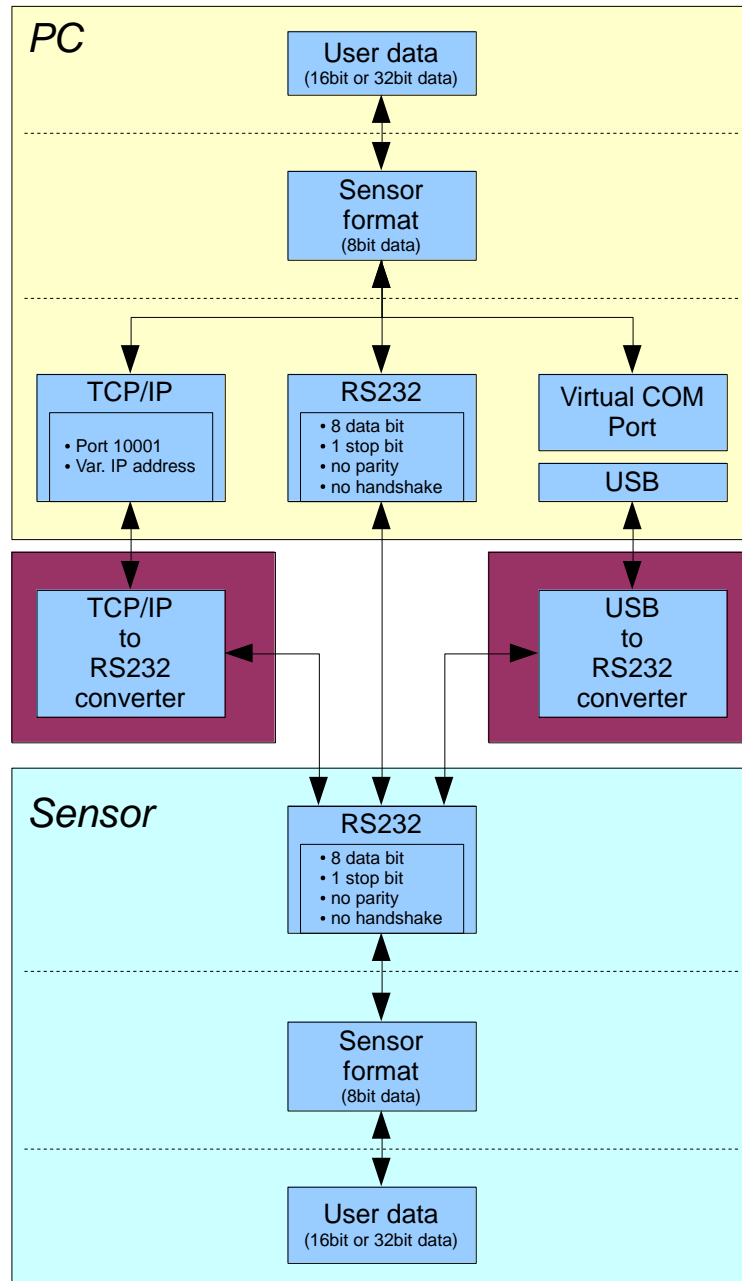 PC
User data
(16bit or 32bit data)
Sensor
format
(8bit data)
TCP/IP
• Port 10001
• Var. IP address
RS232
• 8 data bit
• 1 stop bit
• no parity
• no handshake
Virtual COM
Port
USB
TCP/IP
to
RS232
converter
USB
to
RS232
converter
Sensor
RS232
• 8 data bit
• 1 stop bit
• no parity
• no handshake
Sensor
format
(8bit data)
User data
(16bit or 32bit data)